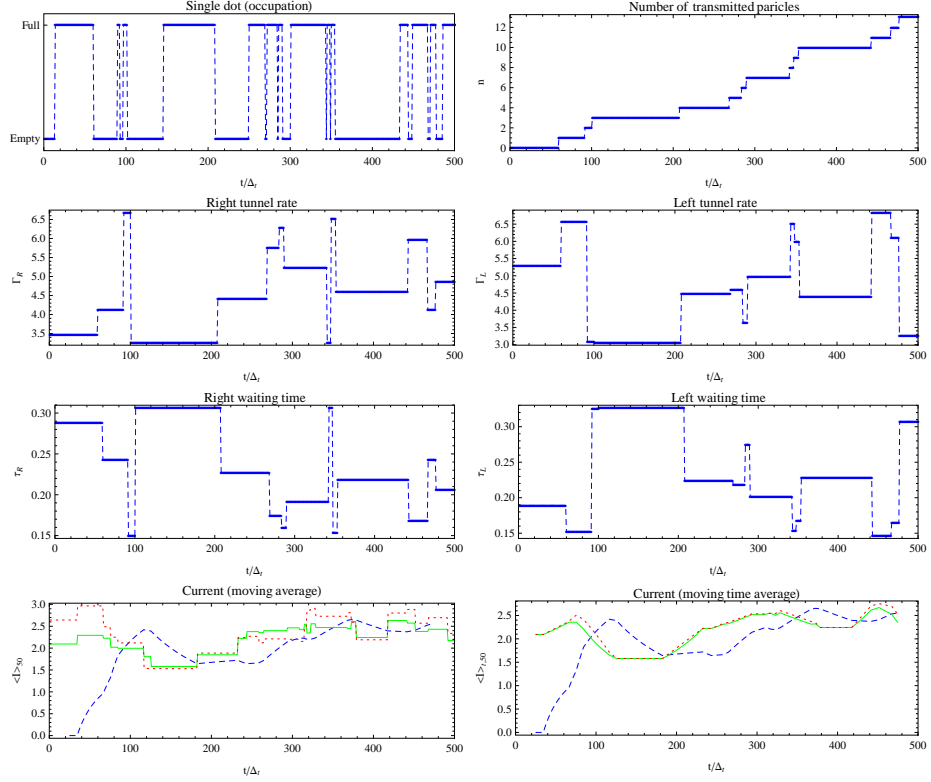 Single dot (occupation)
Full
Empty
0 100 200 300 400 500
t/Δt
Number of transmitted paricles
n
12
10
8
6
4
2
0
0 100 200 300 400 500
t/Δt
Right tunnel rate
ΓR
6.5
6.0
5.5
5.0
4.5
4.0
3.5
0 100 200 300 400 500
t/Δt
Left tunnel rate
ΓL
6.5
6.0
5.5
5.0
4.5
4.0
3.5
3.0
0 100 200 300 400 500
t/Δt
Right waiting time
τR
0.30
0.25
0.20
0.15
0 100 200 300 400 500
t/Δt
Left waiting time
τL
0.30
0.25
0.20
0.15
0 100 200 300 400 500
t/Δt
Current (moving average)
<I>50
3.0
2.5
2.0
1.5
1.0
0.5
0.0
0 100 200 300 400 500
t/Δt
Current (moving time average)
<I>t,50
2.5
2.0
1.5
1.0
0.5
0.0
0 100 200 300 400 500
t/Δt